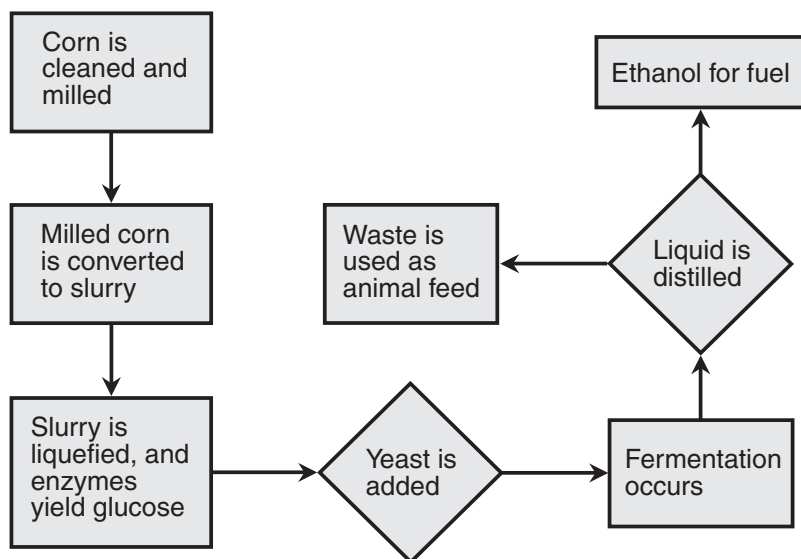 Corn is
cleaned and
milled
Milled corn
is converted
to slurry
Slurry is
liquefied, and
enzymes
yield glucose
Yeast is
added
Fermentation
occurs
Liquid is
distilled
Waste is
used as
animal feed
Ethanol for fuel